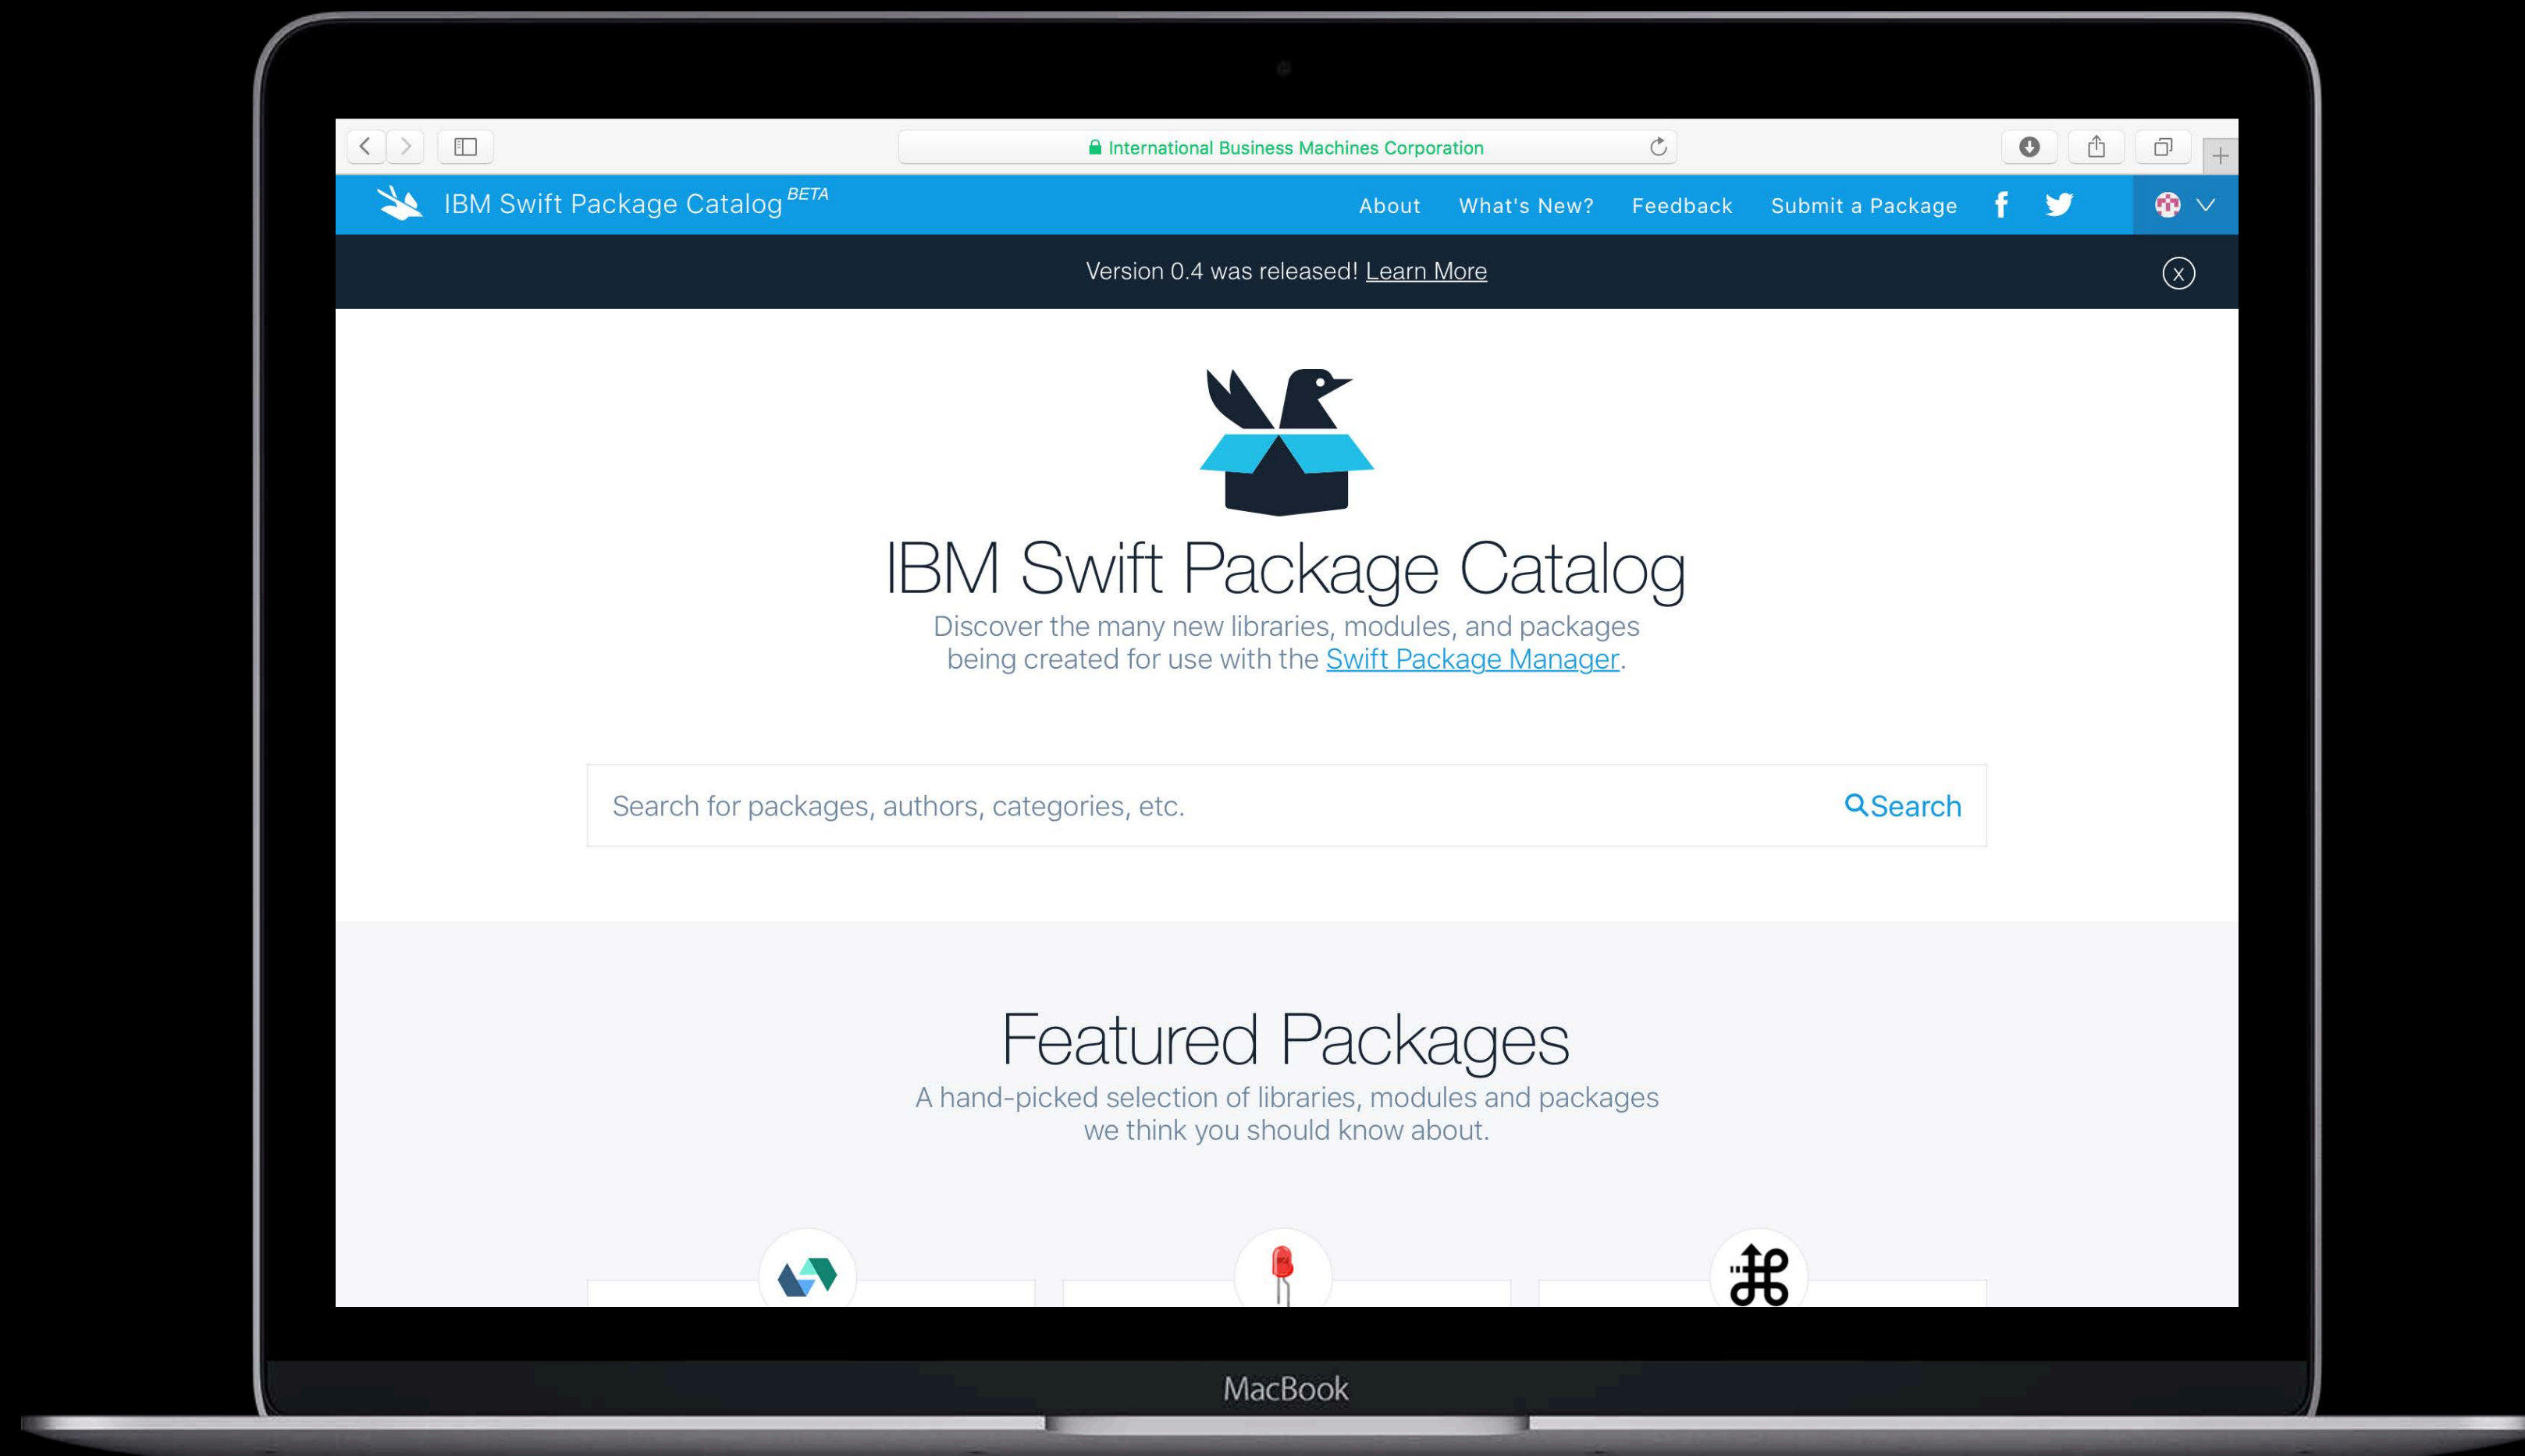 International Business Machines Corporation
IBM Swift Package Catalog BETA
About What's New? Feedback Submit a Package
Version 0.4 was released! Learn More
X
IBM Swift Package Catalog
Discover the many new libraries, modules, and packages
being created for use with the Swift Package Manager.
Search for packages, authors, categories, etc. Search
Featured Packages
A hand-picked selection of libraries, modules and packages
we think you should know about.
MacBook